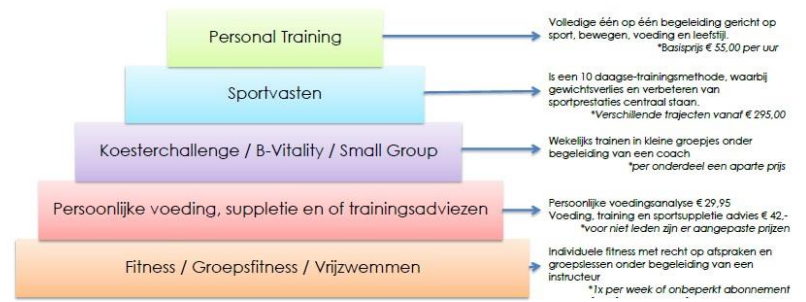 Personal Training
Volledige één op één begeleiding gericht op
sport, bewegen, voeding en leefstijl.
*Basisprijs € 55,00 per uur
Sportvasten
Is een 10 daagse-trainingsmethode, waarbij
gewichtsverlies en verbeteren van
sportprestaties centraal staan.
*Verschillende trajecten vanaf € 295,00
Koesterchallenge / B-Vitality / Small Group
Wekelijks trainen in kleine groepjes onder
begeleiding van een coach
*per onderdeel een aparte prijs
Persoonlijke voeding, suppletie en of trainingsadviezen
Persoonlijke voedingsanalyse € 29,95
Voeding, training en sportsuppletie advies € 42,-
*voor niet leden zijn er aangepaste prijzen
Fitness / Groepsfitness / Vrijzwemmen
Individuele fitness met recht op afspraken en
groepslessen onder begeleiding van een
instructeur
*1x per week of onbeperkt abonnement